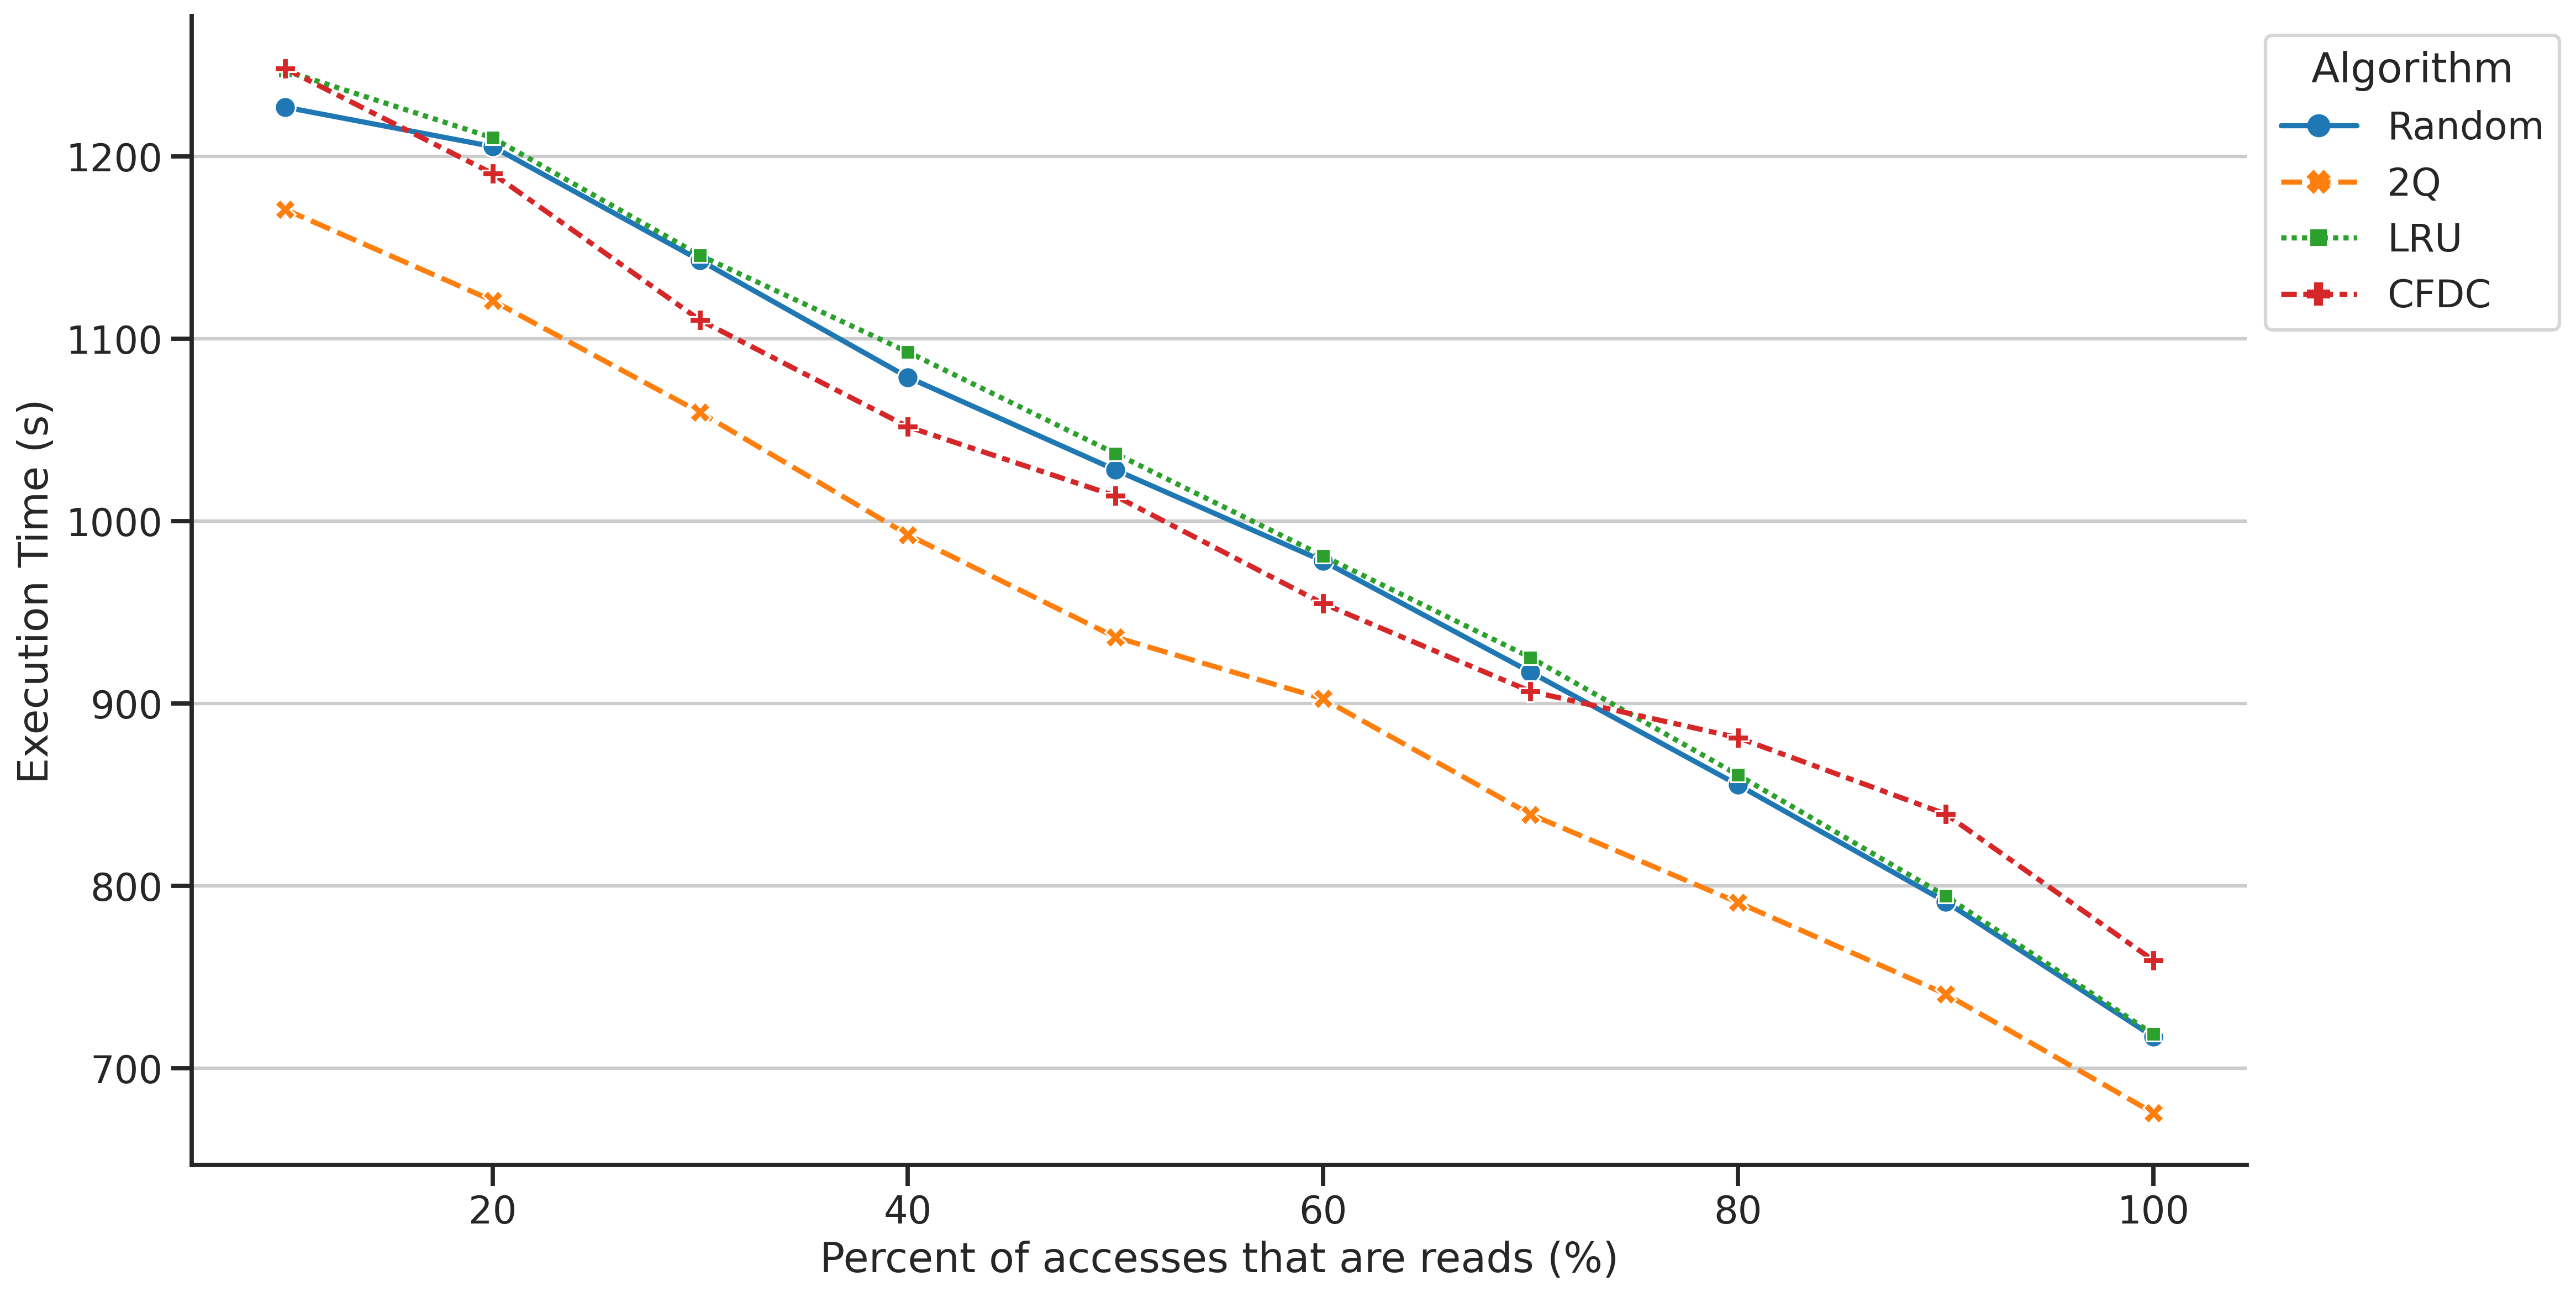 Algorithm
Random
2Q
LRU
CFDC
Execution Time (s)
1200
1100
1000
900
800
700
20 40 60 80 100
Percent of accesses that are reads (%)